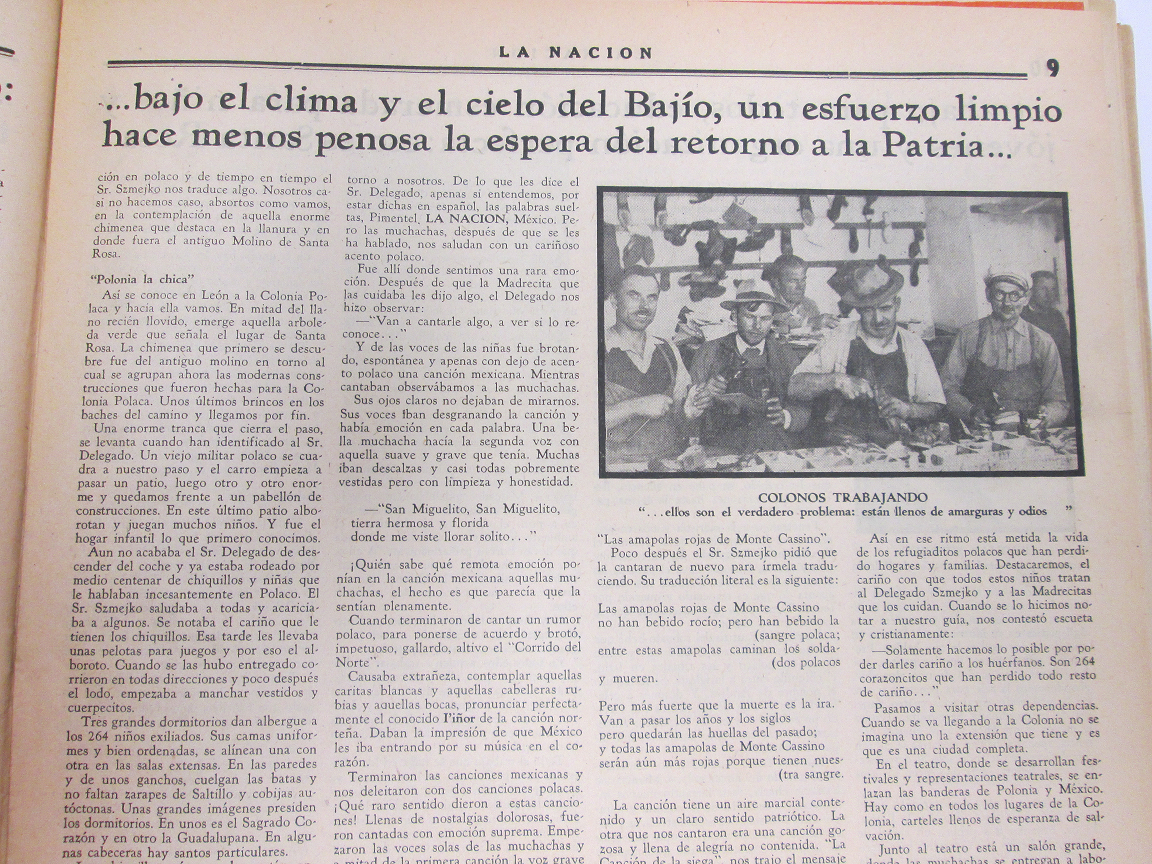 LA NACION
9
...bajo el clima y el cielo del Bajío, un esfuerzo limpio
hace menos penosa la espera del retorno a la Patria...
ción en polaco y de tiempo en tiempo el
Sr. Szmejko nos traduce algo. Nosotros ca-
si no hacemos caso, absortos como vamos,
en la contemplación de aquella enorme
chimenea que destaca en la llanura y en
donde fuera el antiguo Molino de Santa
Rosa.
"Polonia la chica"
Así se conoce en León a la Colonia Po-
laca y hacia ella vamos. En mitad del lla-
no recién llovido, emerge aquella arbole-
da verde que señala el lugar de Santa
Rosa. La chimenea que primero se descu-
bre fue del antiguo molino en torno al
cual se agrupan ahora las modernas cons-
trucciones que fueron hechas para la Co-
lonia Polaca. Unos últimos brincos en los
baches del camino y llegamos por fin.
Una enorme tranca que cierra el paso,
se levanta cuando han identificado al Sr.
Delegado. Un viejo militar polaco se cua-
dra a nuestro paso y el carro empieza a
pasar un patio, luego otro y otro enor-
me y quedamos frente a un pabellón de
construcciones. En este último patio albo-
rotan y juegan muchos niños. Y fue el
hogar infantil lo que primero conocimos.
Aun no acababa el Sr. Delegado de des-
cender del coche y ya estaba rodeado por
medio centenar de chiquillos y niñas que
le hablaban incesantemente en Polaco. El
Sr. Szmejko saludaba a todas y acaricia-
ba a algunos. Se notaba el cariño que le
tienen los chiquillos. Esa tarde les llevaba
unas pelotas para juegos y por eso el al-
boroto. Cuando se las hubo entregado co-
rrieron en todas direcciones y poco después
el lodo, empezaba a manchar vestidos y
cuerpecitos.
Tres grandes dormitorios dan albergue a
los 264 niños exiliados. Sus camas unifor-
mes y bien ordenadas, se alínean una con
otra en las salas extensas. En las paredes
y de unos ganchos, cuelgan las batas y
no faltan zarapes de Saltillo y cobijas au-
tóctonas. Unas grandes imágenes presiden
los dormitorios. En unos es el Sagrado Co-
razón y en otro la Guadalupana. En algu-
nas cabeceras hay santos particulares.
torno a nosotros. De lo que les dice el
Sr. Delegado, apenas si entendemos, por
estar dichas en español, las palabras suel-
tas, Pimentel, LA NACION, México. Pe-
ro las muchachas, después de que se les
ha hablado, nos saludan con un cariñoso
acento polaco.
Fue allí donde sentimos una rara emo-
ción. Después de que la Madrecita que
las cuidaba les dijo algo, el Delegado nos
hizo observar:
—"Van a cantarle algo, a ver si lo re-
conoce..."
Y de las voces de las niñas fue brotan-
do, espontánea y apenas con dejo de acen-
to polaco una canción mexicana. Mientras
cantaban observábamos a las muchachas.
Sus ojos claros no dejaban de mirarnos.
Sus voces iban desgranando la canción y
había emoción en cada palabra. Una be-
lla muchacha hacía la segunda voz con
aquella suave y grave que tenía. Muchas
iban descalzas y casi todas pobremente
vestidas pero con limpieza y honestidad.
—"San Miguelito, San Miguelito,
tierra hermosa y florida
donde me viste llorar solito..."
¡Quién sabe qué remota emoción po-
nían en la canción mexicana aquellas mu-
chachas, el hecho es que parecía que la
sentían plenamente.
Cuando terminaron de cantar un rumor
polaco, para ponerse de acuerdo y brotó,
impetuoso, gallardo, altivo el "Corrido del
Norte".
Causaba extrañeza, contemplar aquellas
caritas blancas y aquellas cabelleras ru-
bias y aquellas bocas, pronunciar perfecta-
mente el conocido I'iñor de la canción nor-
teña. Daban la impresión de que México
les iba entrando por su música en el co-
razón.
Terminaron las canciones mexicanas y
nos deleitaron con dos canciones polacas.
¡Qué raro sentido dieron a estas cancio-
nes! Llenas de nostalgias dolorosas, fue-
ron cantadas con emoción suprema. Empe-
zaron las voces solas de las muchachas y
a mitad de la primera canción la voz grave
COLONOS TRABAJANDO
"...ellos son el verdadero problema: están llenos de amarguras y odios "
"Las amapolas rojas de Monte Cassino".
Poco después el Sr. Szmejko pidió que
la cantaran de nuevo para írmela tradu-
ciendo. Su traducción literal es la siguiente:
Las amapolas rojas de Monte Cassino
no han bebido rocío; pero han bebido la
(sangre polaca;
entre estas amapolas caminan los solda-
(dos polacos
y mueren.
Pero más fuerte que la muerte es la ira.
Van a pasar los años y los siglos
pero quedarán las huellas del pasado;
y todas las amapolas de Monte Cassino
serán aún más rojas porque tienen nues-
(tra sangre.
La canción tiene un aire marcial conte-
nido y un claro sentido patriótico. La
otra que nos cantaron era una canción go-
zosa y llena de alegría no contenida. "La
Canción de la siega", nos trajo el mensaje
Así en ese ritmo está metida la vida
de los refugiaditos polacos que han perdi-
do hogares y familias. Destacaremos, el
cariño con que todos estos niños tratan
al Delegado Szmejko y a las Madrecitas
que los cuidan. Cuando se lo hicimos no-
tar a nuestro guía, nos contestó escueta
y cristianamente:
—Solamente hacemos lo posible por po-
der darles cariño a los huérfanos. Son 264
corazoncitos que han perdido todo resto
de cariño..."
Pasamos a visitar otras dependencias.
Cuando se va llegando a la Colonia no se
imagina uno la extensión que tiene y es
que es una ciudad completa.
En el teatro, donde se desarrollan fes-
tivales y representaciones teatrales, se en-
lazan las banderas de Polonia y México.
Hay como en todos los lugares de la Co-
lonia, carteles llenos de esperanza de sal-
vación.
Junto al teatro está un salón grande,
donde las muchachas se entregan a labo